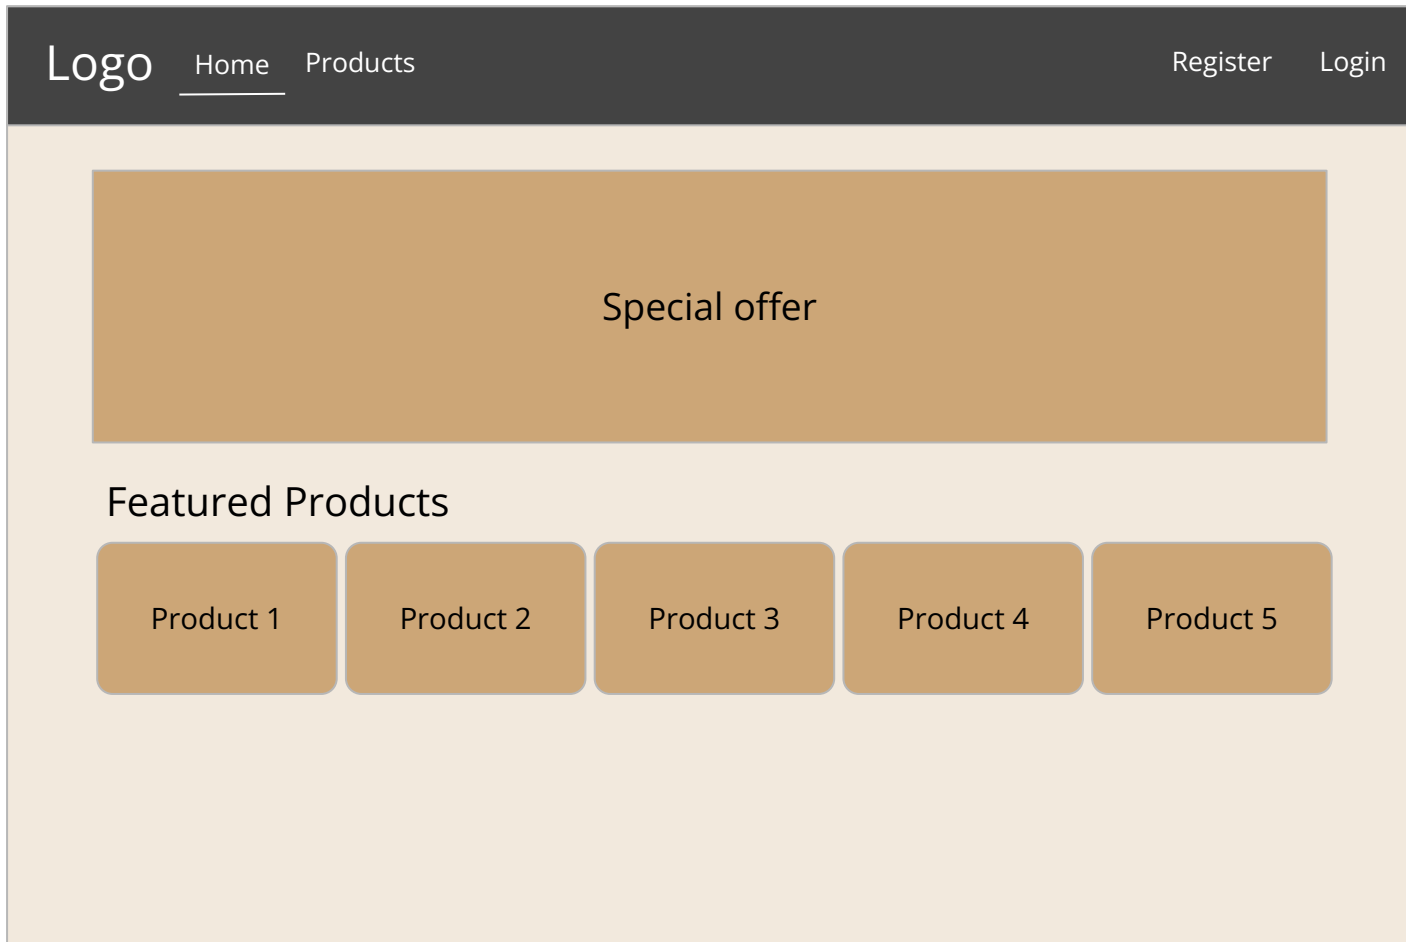 Logo Home Products Register Login
Special offer
Featured Products
Product 1 Product 2 Product 3 Product 4 Product 5